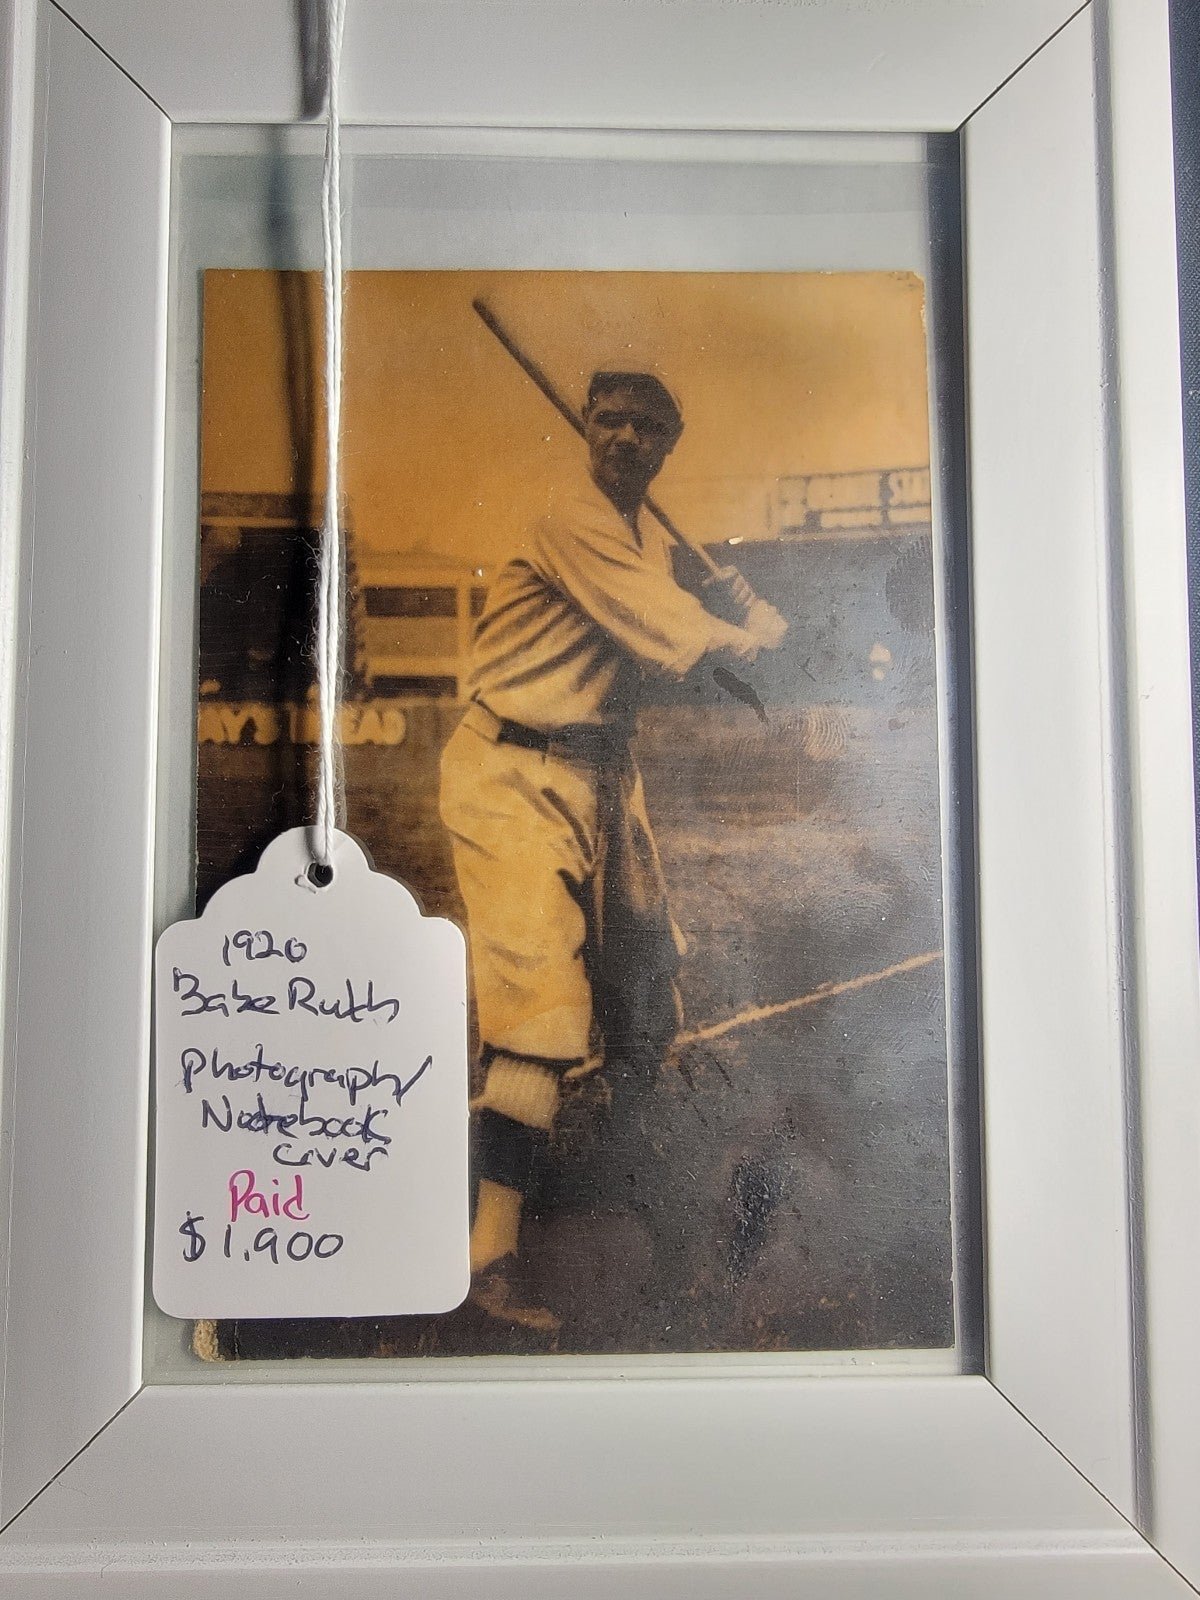 1920
Babe Ruth
Photograph/
Notebook
Cover
Paid
$1,900